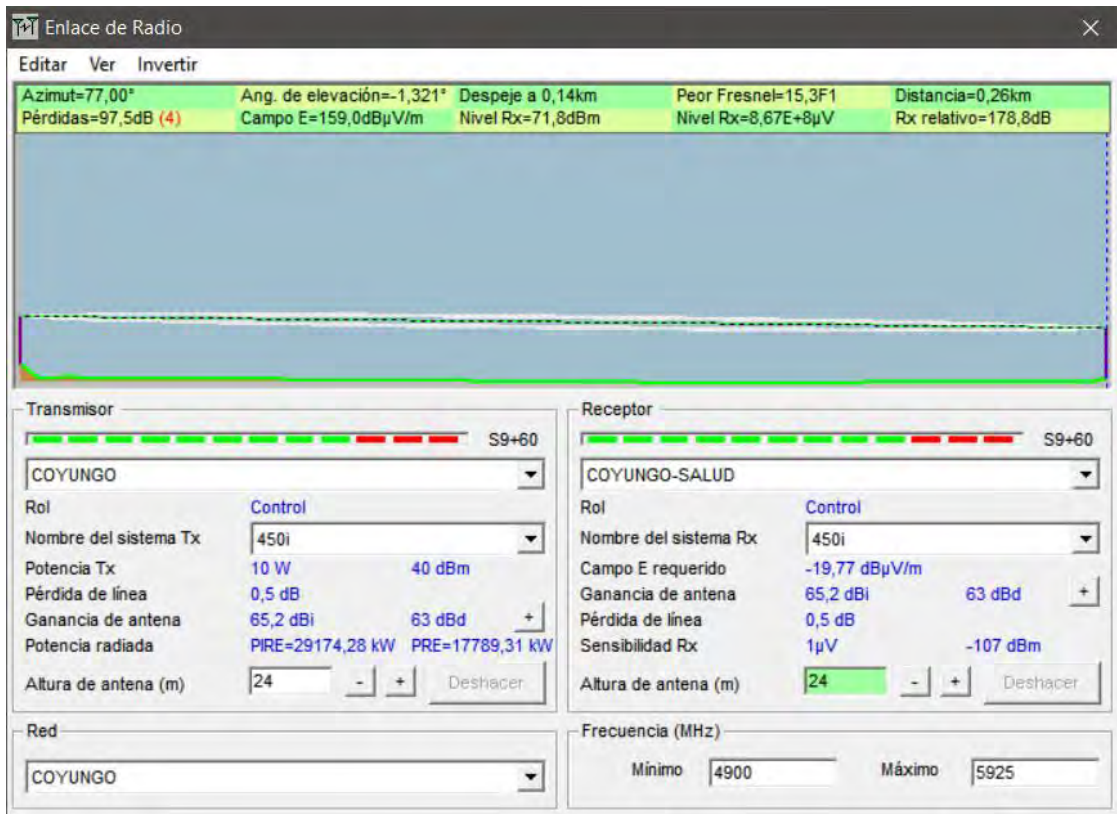 Enlace de Radio
Editar Ver Invertir
Azimut=77,00° Ang. de elevación=-1,321° Despeje a 0,14km Peor Fresnel=15,3F1 Distancia=0,26km
Pérdidas=97,5dB (4) Campo E=159,0dBµV/m Nivel Rx=71,8dBm Nivel Rx=8,67E+8µV Rx relativo=178,8dB
Transmisor
S9+60
COYUNGO
Rol Control
Nombre del sistema Tx 450i
Potencia Tx 10 W 40 dBm
Pérdida de línea 0,5 dB
Ganancia de antena 65,2 dBi 63 dBd +
Potencia radiada PIRE=29174,28 kW PRE=17789,31 kW
Altura de antena (m) 24 - + Deshacer
Receptor
S9+60
COYUNGO-SALUD
Rol Control
Nombre del sistema Rx 450i
Campo E requerido -19,77 dBµV/m
Ganancia de antena 65,2 dBi 63 dBd +
Pérdida de línea 0,5 dB
Sensibilidad Rx 1µV -107 dBm
Altura de antena (m) 24 - + Deshacer
Red
COYUNGO
Frecuencia (MHz)
Mínimo 4900 Máximo 5925